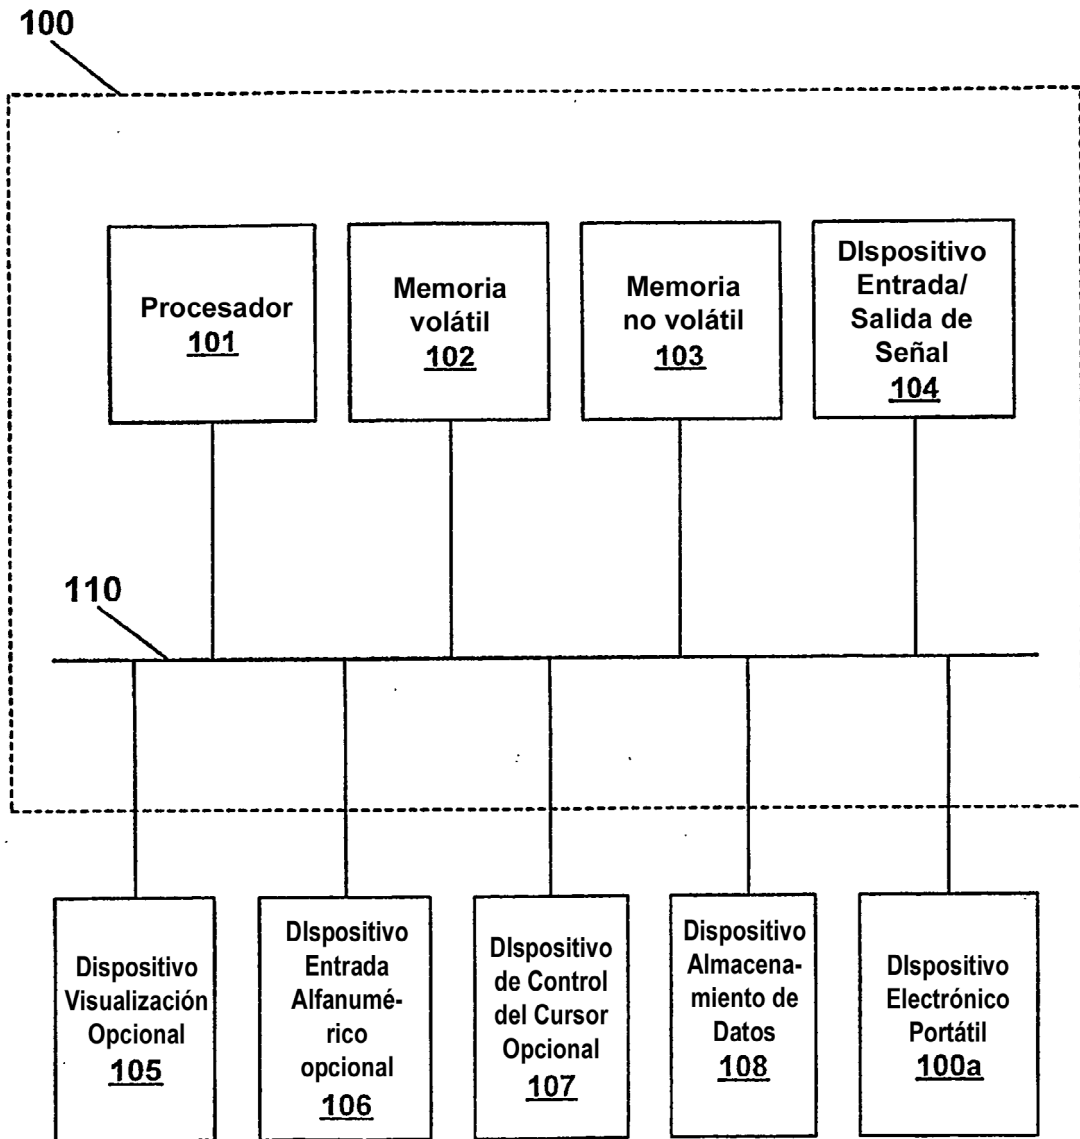 100
Procesador
101
Memoria
volátil
102
Memoria
no volátil
103
DIspositivo
Entrada/
Salida de
Señal
104
110
Dispositivo
Visualización
Opcional
105
DIspositivo
Entrada
Alfanumé-
rico
opcional
106
DIspositivo
de Control
del Cursor
Opcional
107
Dispositivo
Almacena-
miento de
Datos
108
DIspositivo
Electrónico
Portátil
100a